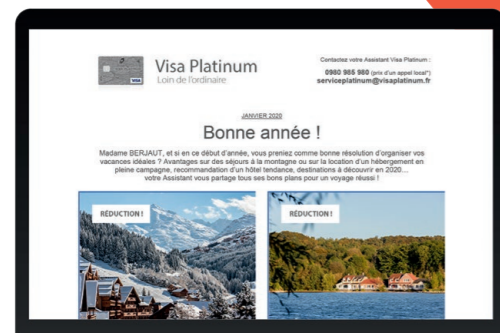 Visa Platinum
Loin de l'ordinaire
Contactez votre Assistant Visa Platinum :
0980 985 980 (prix d'un appel local*)
serviceplatinum@visaplatinum.fr
JANVIER 2020
Bonne année !
Madame BERJAUT, et si en ce début d'année, vous preniez comme bonne résolution d'organiser vos
vacances idéales ? Avantages sur des séjours à la montagne ou sur la location d'un hébergement en
pleine campagne, recommandation d'un hôtel tendance, destinations à découvrir en 2020...
votre Assistant vous partage tous ses bons plans pour un voyage réussi !
RÉDUCTION !
RÉDUCTION !